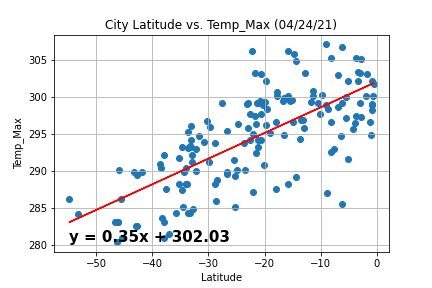 City Latitude vs. Temp_Max (04/24/21)
Temp_Max
305
300
295
290
285
280
y = 0.35x + 302.03
−50 −40 −30 −20 −10 0
Latitude